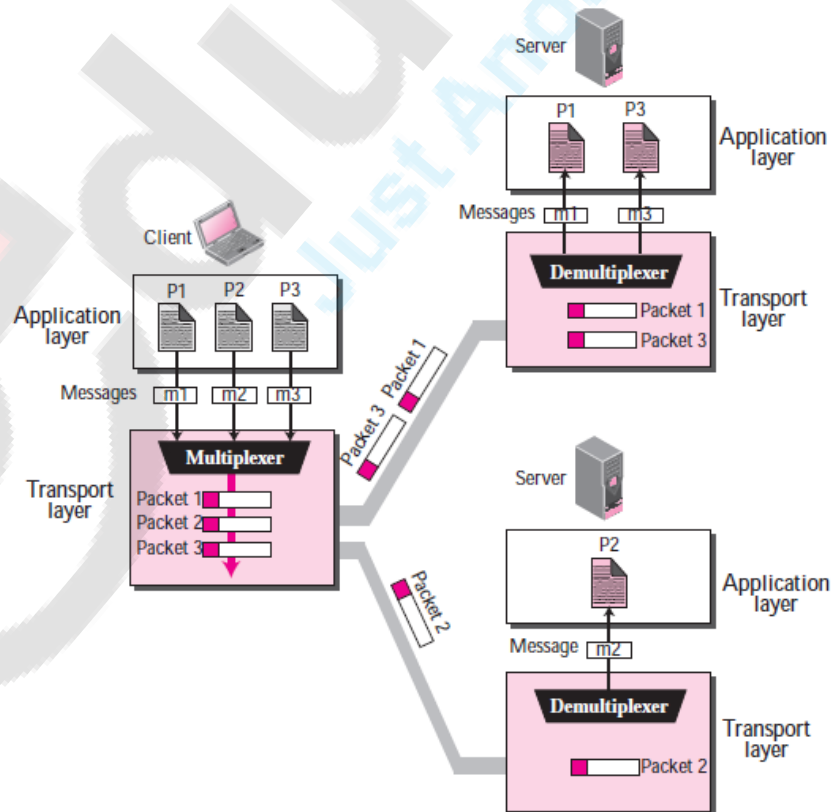 Server
P1 P3
Application
layer
Messages m1 m3
Demultiplexer
Transport
layer
Packet 1
Packet 3
Client
P1 P2 P3
Application
layer
Messages m1 m2 m3
Multiplexer
Transport
layer
Packet 1
Packet 2
Packet 3
Packet 1
Packet 3
Packet 2
Server
P2
Application
layer
Message m2
Demultiplexer
Transport
layer
Packet 2
Just